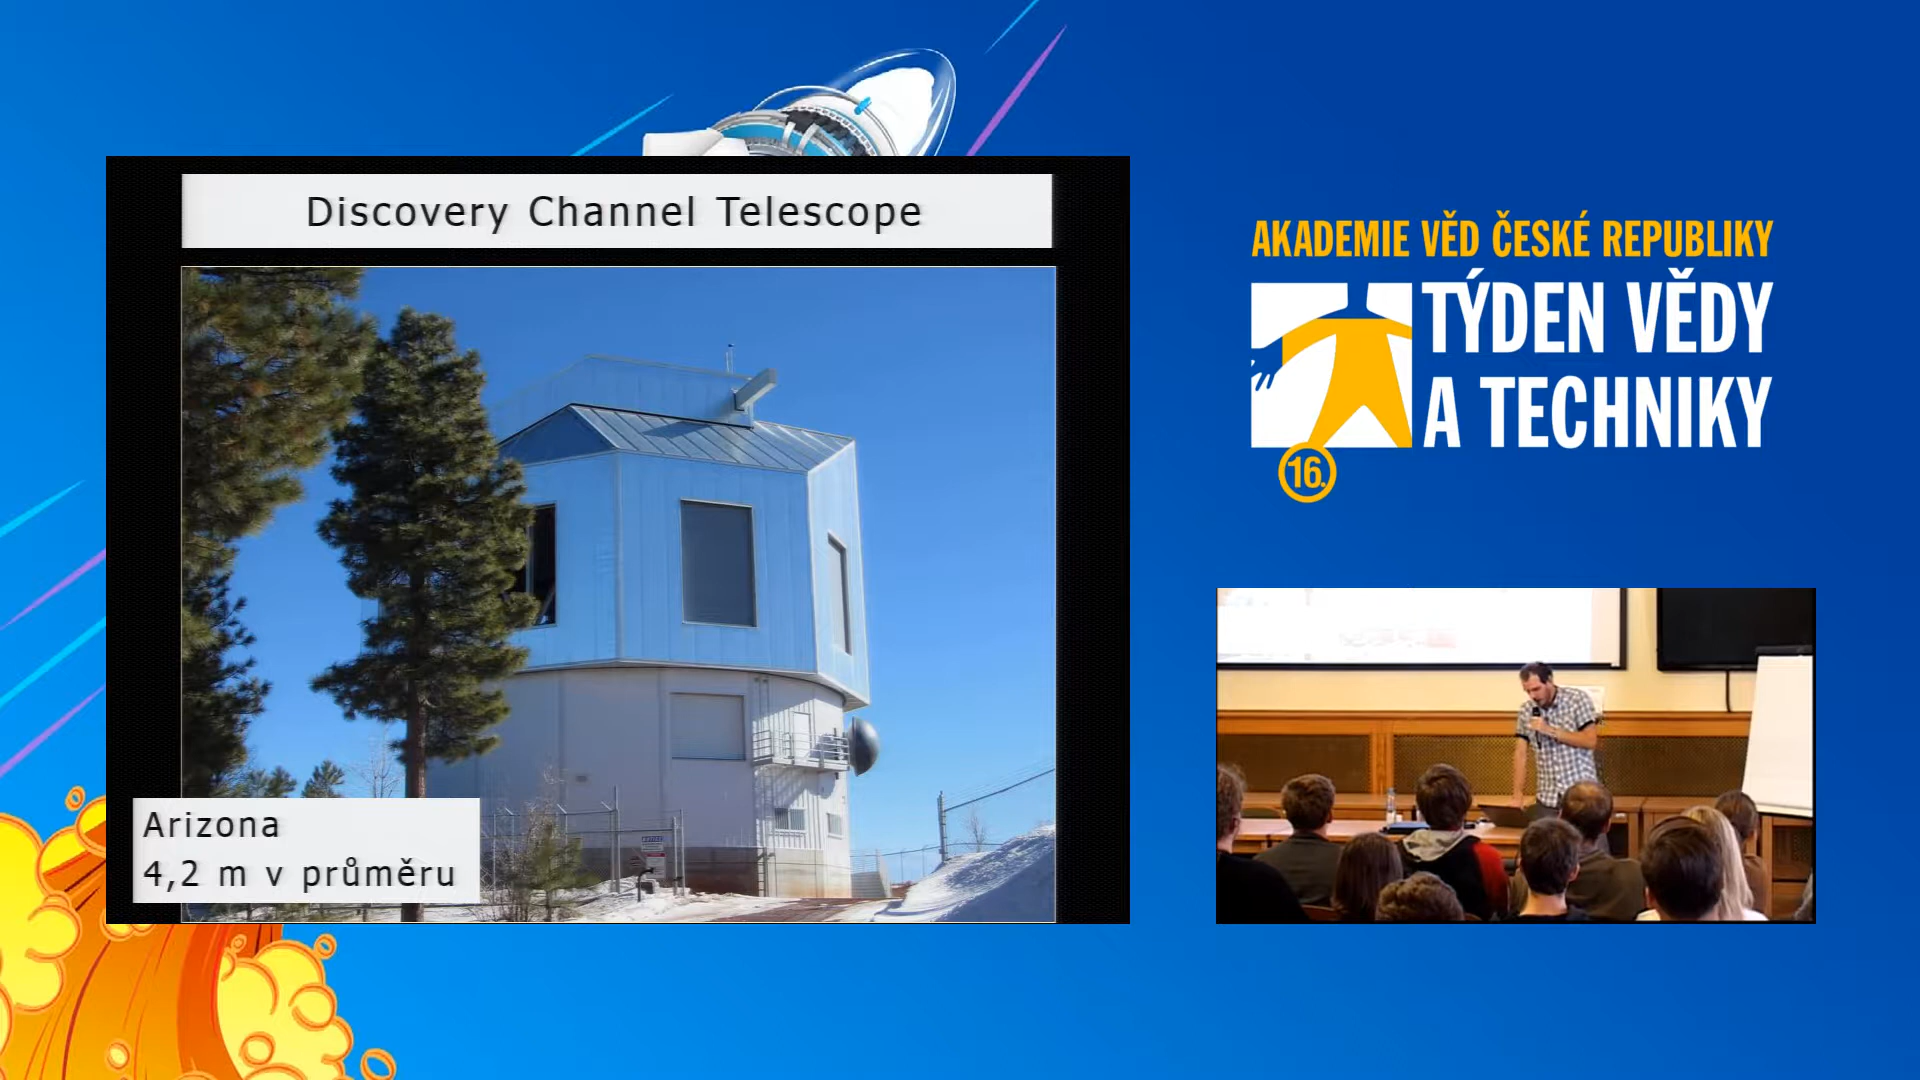 Discovery Channel Telescope
Arizona
4,2 m v průměru
AKADEMIE VĚD ČESKÉ REPUBLIKY
TÝDEN VĚDY
A TECHNIKY
16.